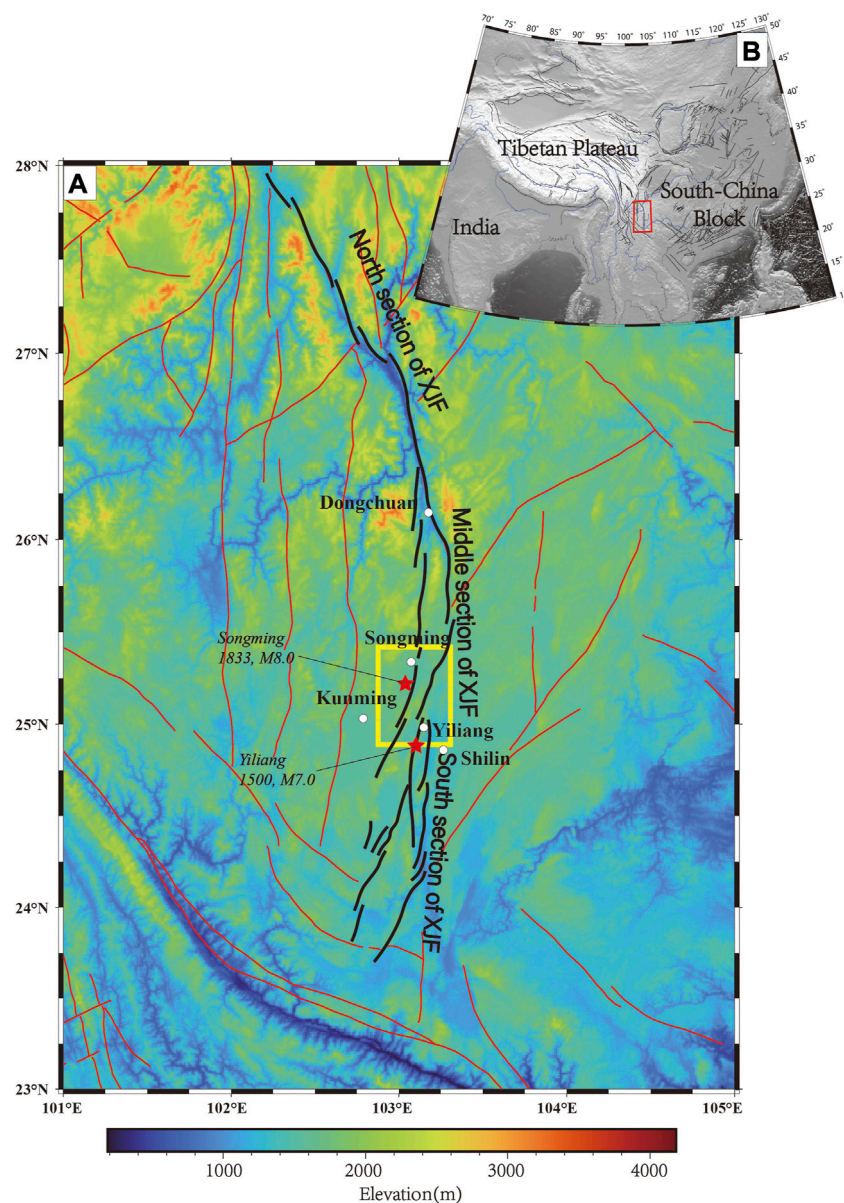 70°
75°
80°
85°
90°
95°
100°
105°
110°
115°
120°
125°
130°
50°
B
45°
40°
35°
30°
25°
20°
15°
Tibetan Plateau
South-China
Block
India
A
28°N
27°N
26°N
25°N
24°N
23°N
North section of XJF
Dongchuan
Middle section of XJF
Songming
1833, M8.0
Songming
Kunming
Yiliang
Yiliang
1500, M7.0
Shilin
South section of XJF
101°E
102°E
103°E
104°E
105°E
1000
2000
3000
4000
Elevation(m)